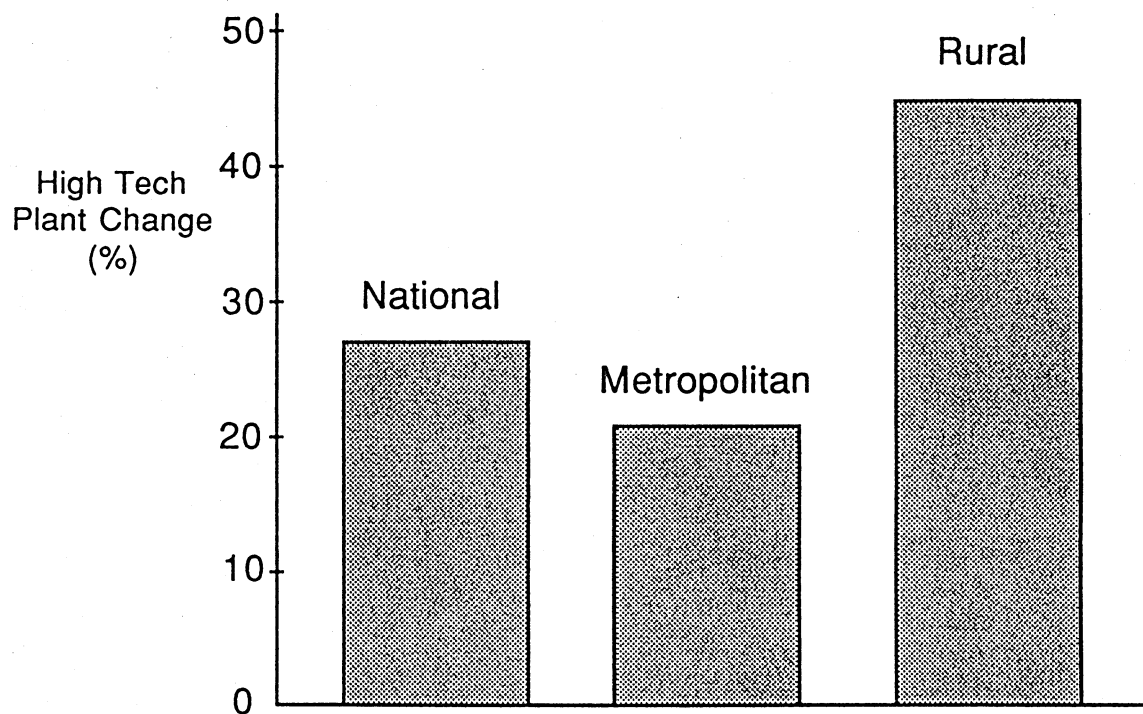 High Tech
Plant Change
(%)
50
40
30
20
10
0
National
Metropolitan
Rural